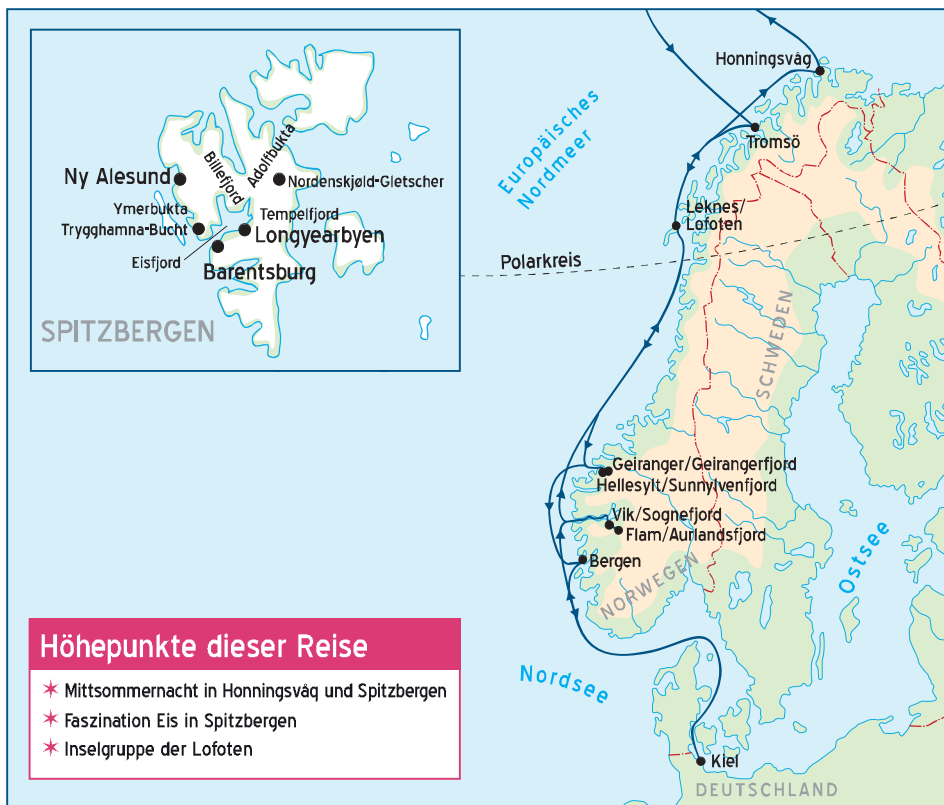 Ny Alesund
Billefjord
Adolfbukta
Nordenskjøld-Gletscher
Ymerbukta
Trygghamna-Bucht
Tempelfjord
Longyearbyen
Eisfjord
Barentsburg
SPITZBERGEN
Honningsvåg
Europäisches
Nordmeer
Tromsö
Leknes/
Lofoten
Polarkreis
SCHWEDEN
Geiranger/Geirangerfjord
Hellesylt/Sunnylvenfjord
Vik/Sognefjord
Flam/Aurlandsfjord
Bergen
NORWEGEN
Ostsee
Nordsee
Kiel
DEUTSCHLAND
Höhepunkte dieser Reise
Mittsommernacht in Honningsvåg und Spitzbergen
Faszination Eis in Spitzbergen
Inselgruppe der Lofoten